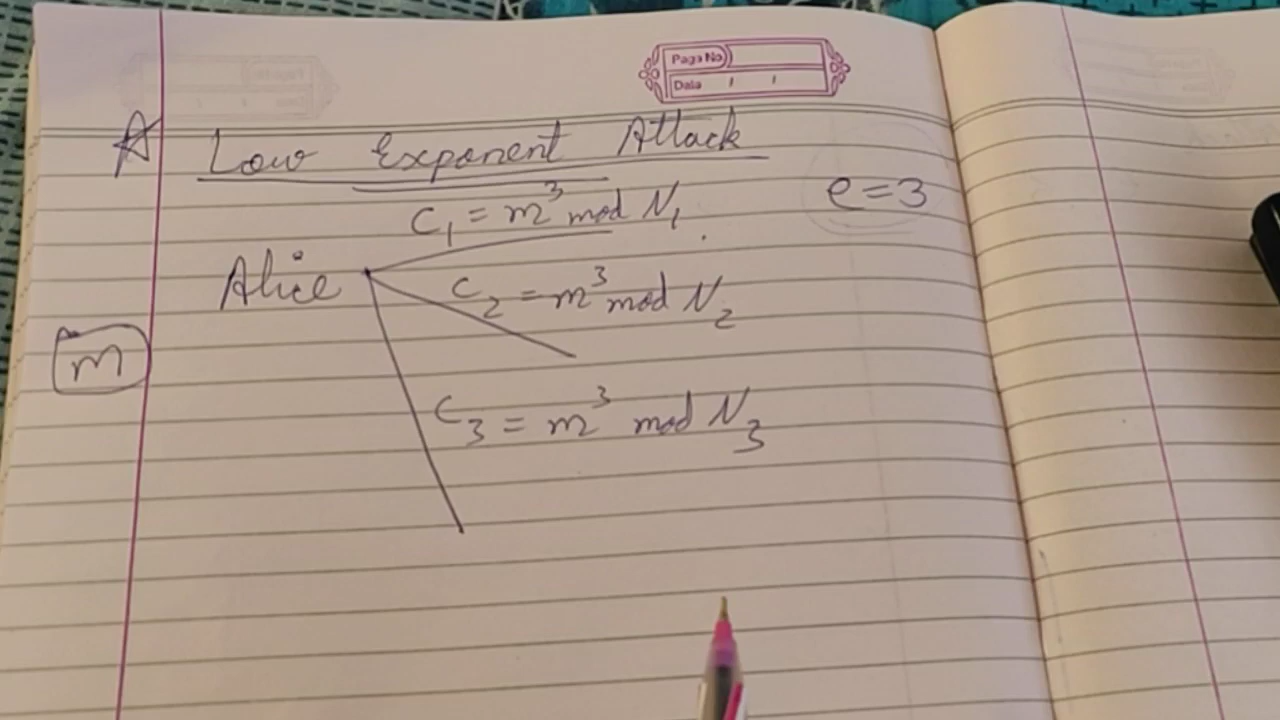 Page No
Date / /
A Low Exponent Attack
C₁ = m³ mod N₁
e=3
Alice
C₂ = m³ mod N₂
m
C₃ = m³ mod N₃